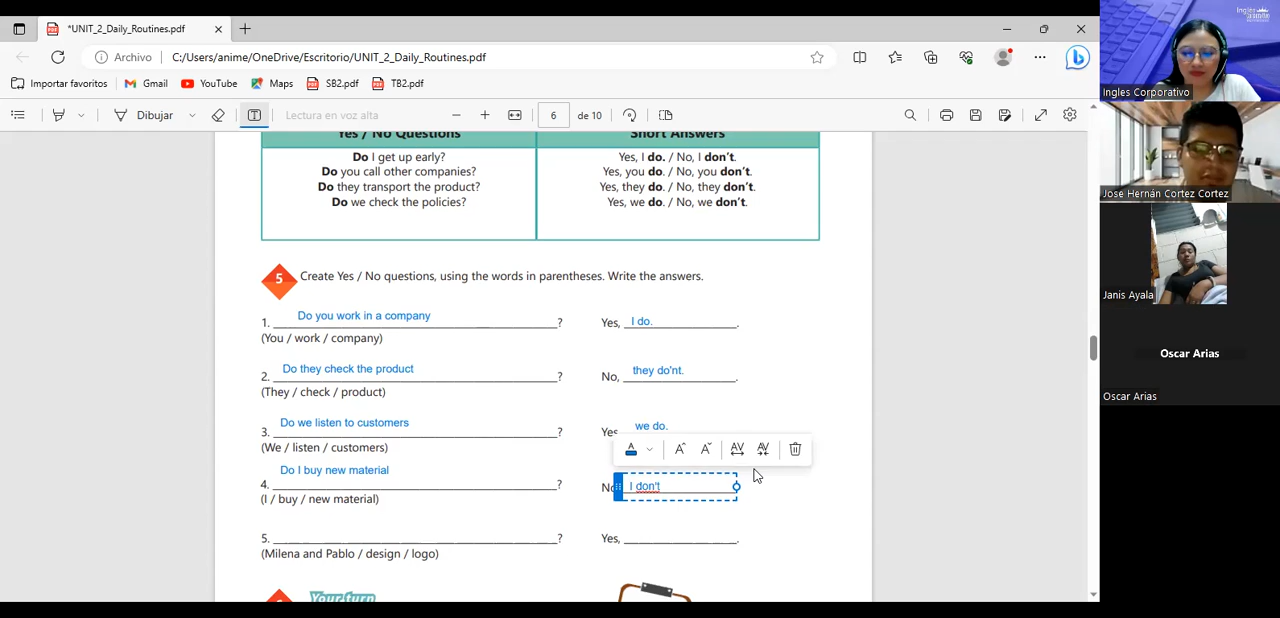 *UNIT_2_Daily_Routines.pdf
Archivo C:/Users/anime/OneDrive/Escritorio/UNIT_2_Daily_Routines.pdf
Importar favoritos Gmail YouTube Maps SB2.pdf TB2.pdf
Dibujar Lectura en voz alta 6 de 10
Yes / No Questions Short Answers
Do I get up early? Yes, I do. / No, I don't.
Do you call other companies? Yes, you do. / No, you don't.
Do they transport the product? Yes, they do. / No, they don't.
Do we check the policies? Yes, we do. / No, we don't.
5 Create Yes / No questions, using the words in parentheses. Write the answers.
1. Do you work in a company ? Yes, I do. .
(You / work / company)
2. Do they check the product ? No, they do'nt. .
(They / check / product)
3. Do we listen to customers ? Yes we do.
(We / listen / customers)
4. Do I buy new material ? No I don't
(I / buy / new material)
5. ? Yes, .
(Milena and Pablo / design / logo)
Your turn
Ingles Corporativo
Jose Hernán Cortez Cortez
Janis Ayala
Oscar Arias
Oscar Arias